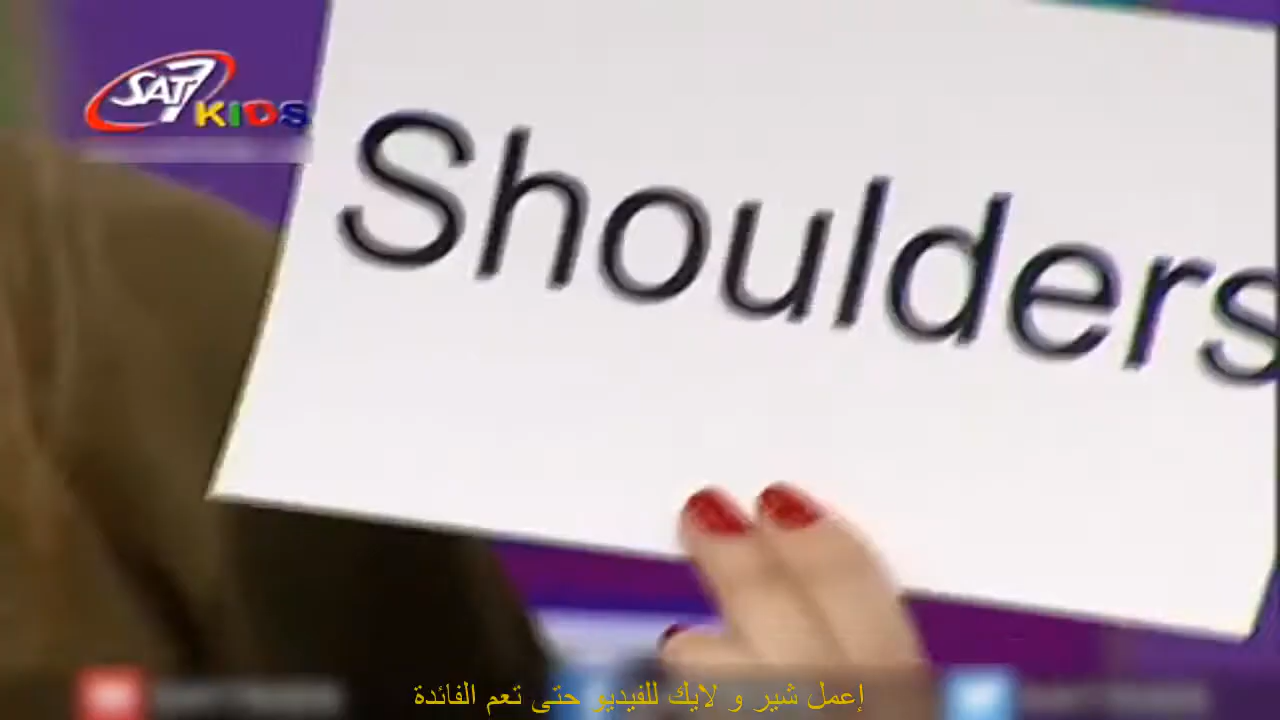 SAT7
KIDS
Shoulders
إعمل شير و لايك للفيديو حتى تعم الفائدة